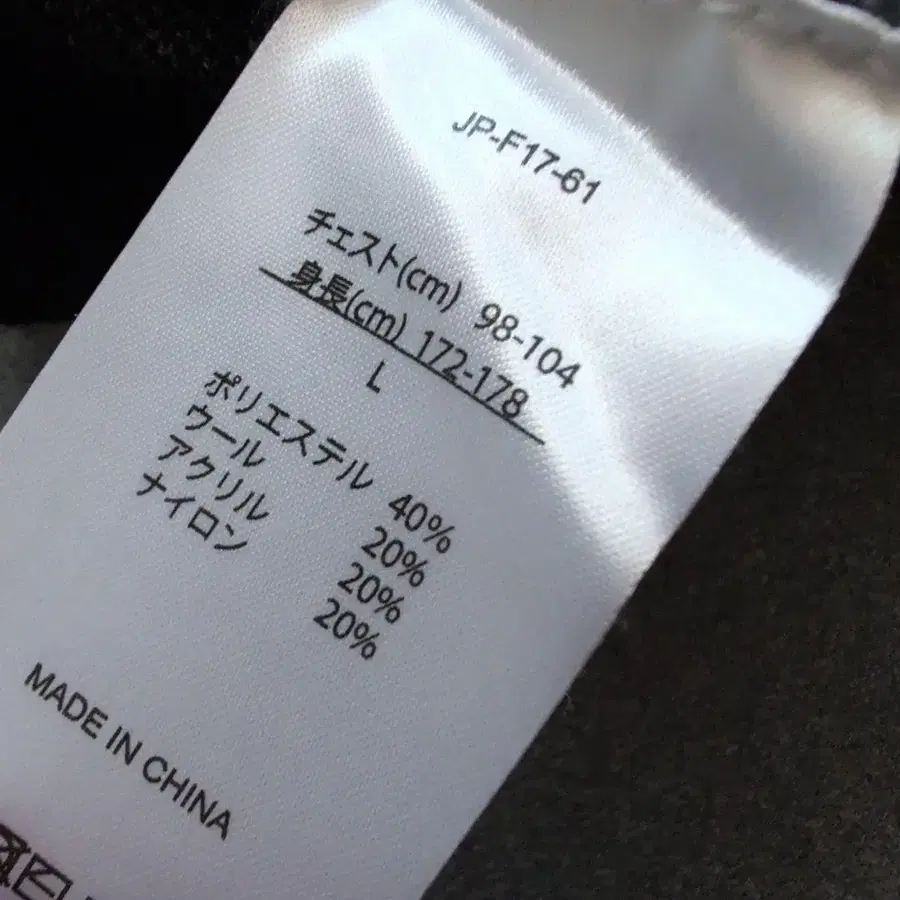 JP-F17-61
チェスト(cm) 98-104
身長(cm) 172-178
L
ポリエステル 40%
ウール 20%
アクリル 20%
ナイロン 20%
MADE IN CHINA